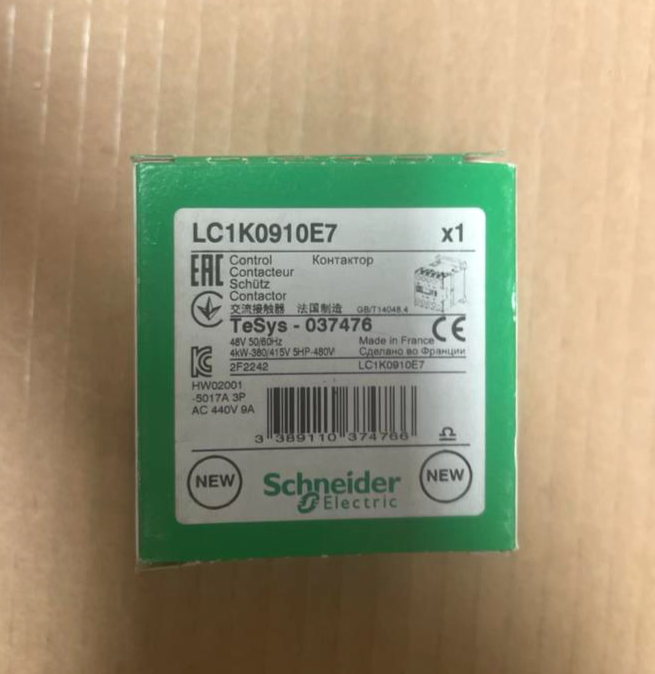 LC1K0910E7 x1
EAC Control Контактор
Contacteur
Schütz
Contactor
交流接触器 法国制造 GB/T14048.4
TeSys - 037476 CE
48V 50/60Hz Made in France
4kW-380/415V 5HP-480V Сделано во Франции
2F2242 LC1K0910E7
HW02001
-5017A 3P
AC 440V 9A
3 389110 374766
NEW Schneider NEW
Electric